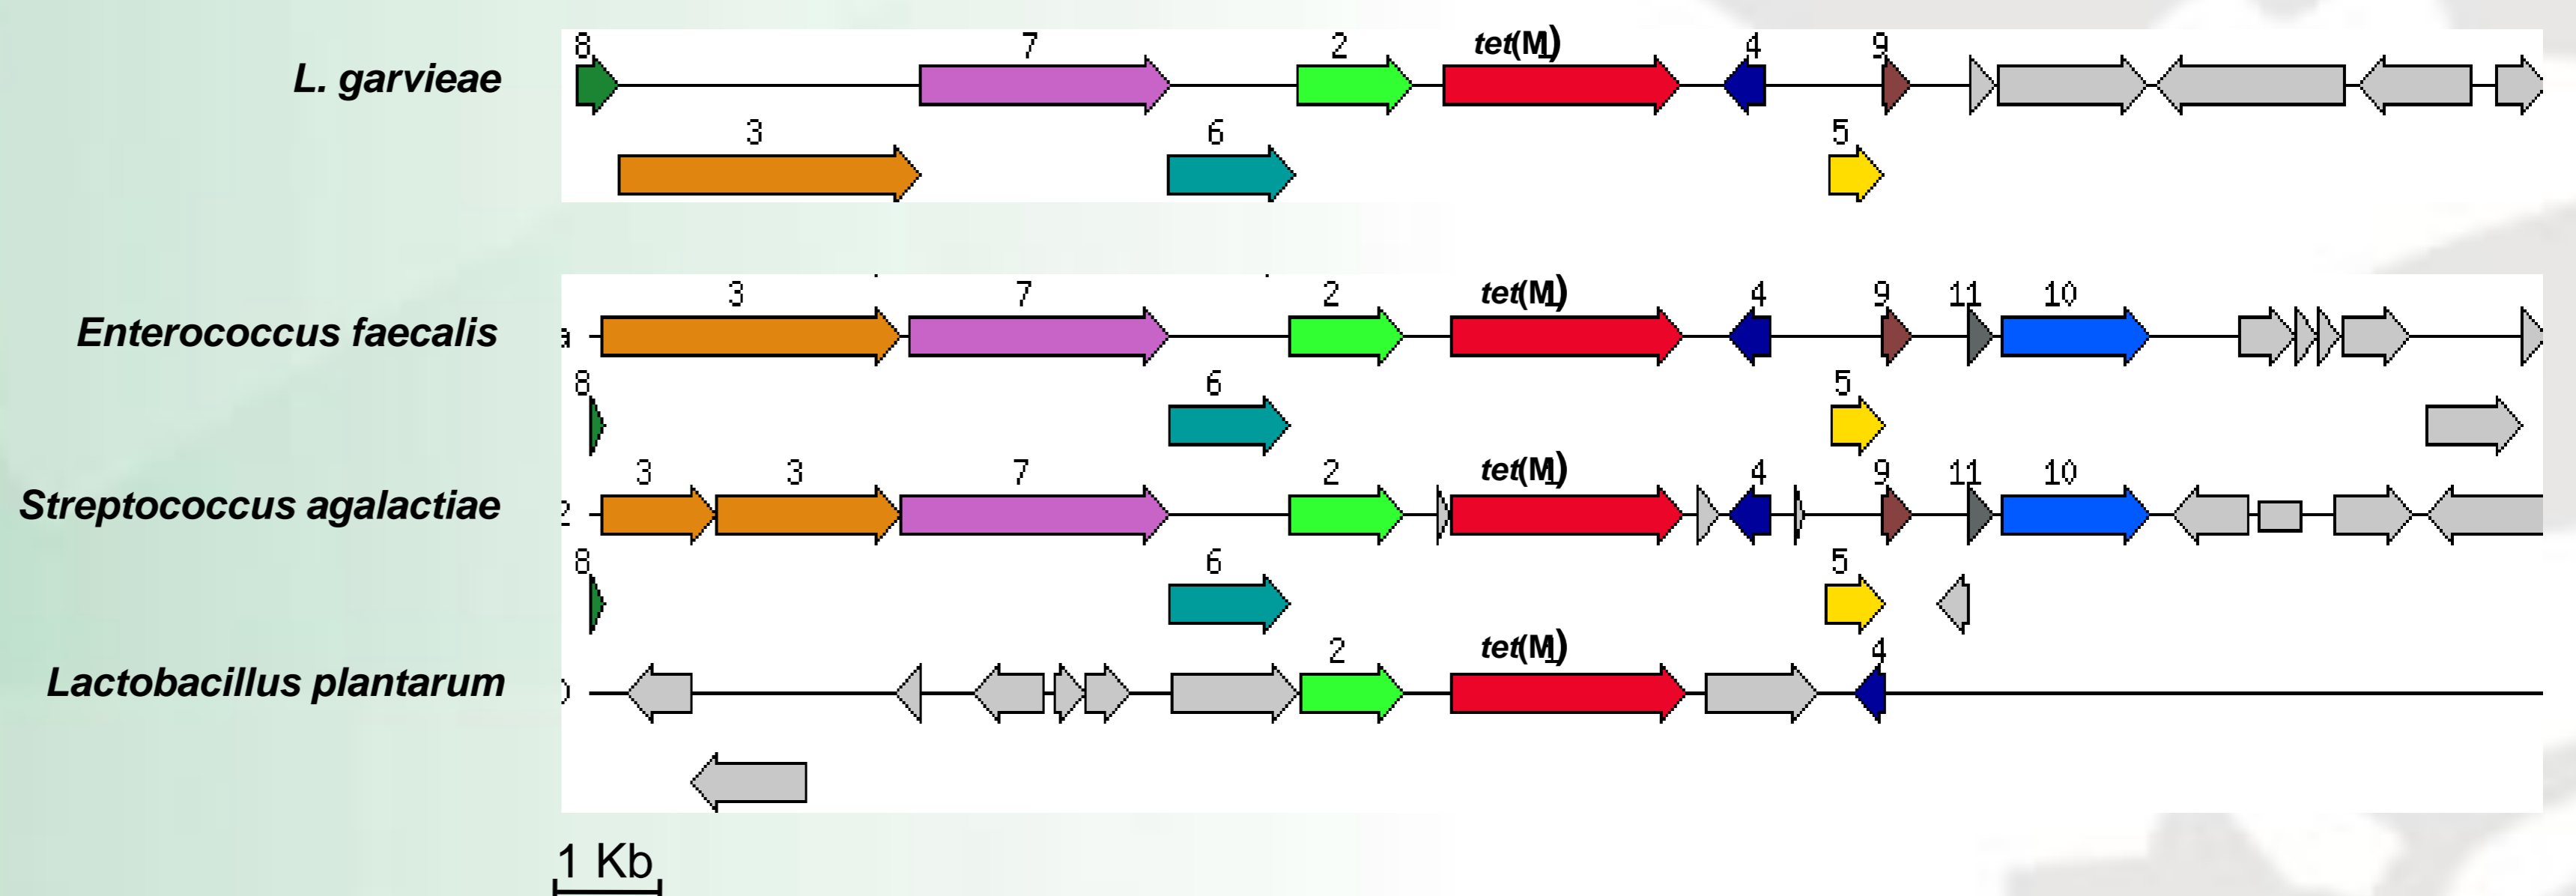 8 7 2 tet(M) 4 9
L. garvieae
3 6 5
3 7 2 tet(M) 4 9 11 10
Enterococcus faecalis
8 6 5
3 3 7 2 tet(M) 4 9 11 10
Streptococcus agalactiae
8 6 5
2 tet(M) 4
Lactobacillus plantarum
1 Kb